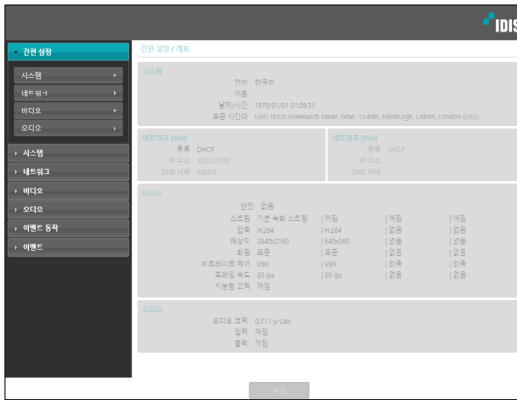 IDIS
간편 설정
시스템
네트워크
비디오
오디오
시스템
네트워크
비디오
오디오
이벤트 동작
이벤트
간편 설정 / 개요
시스템
언어 한국어
이름
날짜/시간 1970/01/01 01:09:31
표준 시간대 GMT 00:00 Greenwich Mean Time : Dublin, Edinburgh, Lisbon, London (DST)
네트워크 (IPv4)
종류 DHCP
IP 주소 10.0.17.153
DNS 서버 0.0.0.0
네트워크 (IPv6)
종류 DHCP
IP 주소
DNS 서버
비디오
반전 없음
스트림 기본 녹화 스트림 | 켜짐 | 꺼짐 | 꺼짐
압축 H.264 | H.264 | 없음 | 없음
해상도 3840x2160 | 640x360 | 없음 | 없음
화질 표준 | 표준 | 없음 | 없음
비트레이트 제어 VBR | VBR | 없음 | 없음
프레임 속도 30 ips | 30 ips | 없음 | 없음
지능형 코덱 꺼짐
오디오
오디오 코덱 G.711 μ-Law
입력 꺼짐
출력 꺼짐
저장